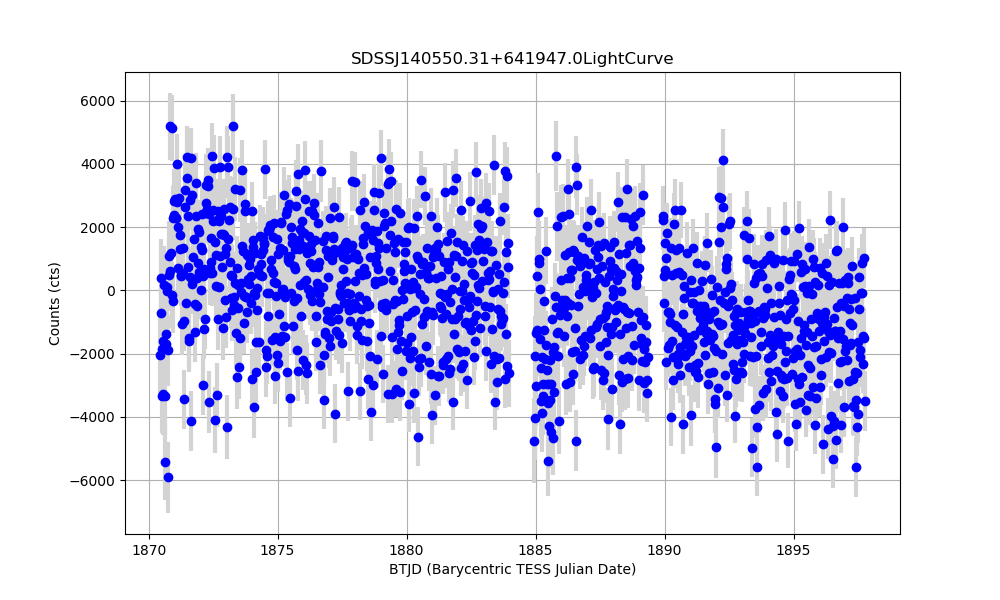 SDSSJ140550.31+641947.0LightCurve
6000
4000
2000
0
−2000
−4000
−6000
Counts (cts)
1870 1875 1880 1885 1890 1895
BTJD (Barycentric TESS Julian Date)